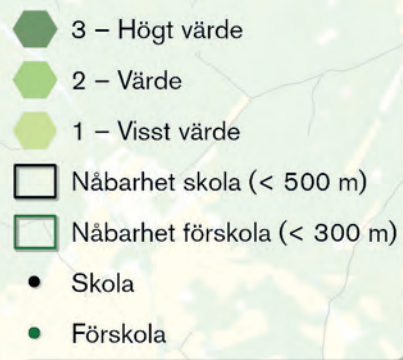 3 – Högt värde
2 – Värde
1 – Visst värde
Nåbarhet skola (< 500 m)
Nåbarhet förskola (< 300 m)
Skola
Förskola